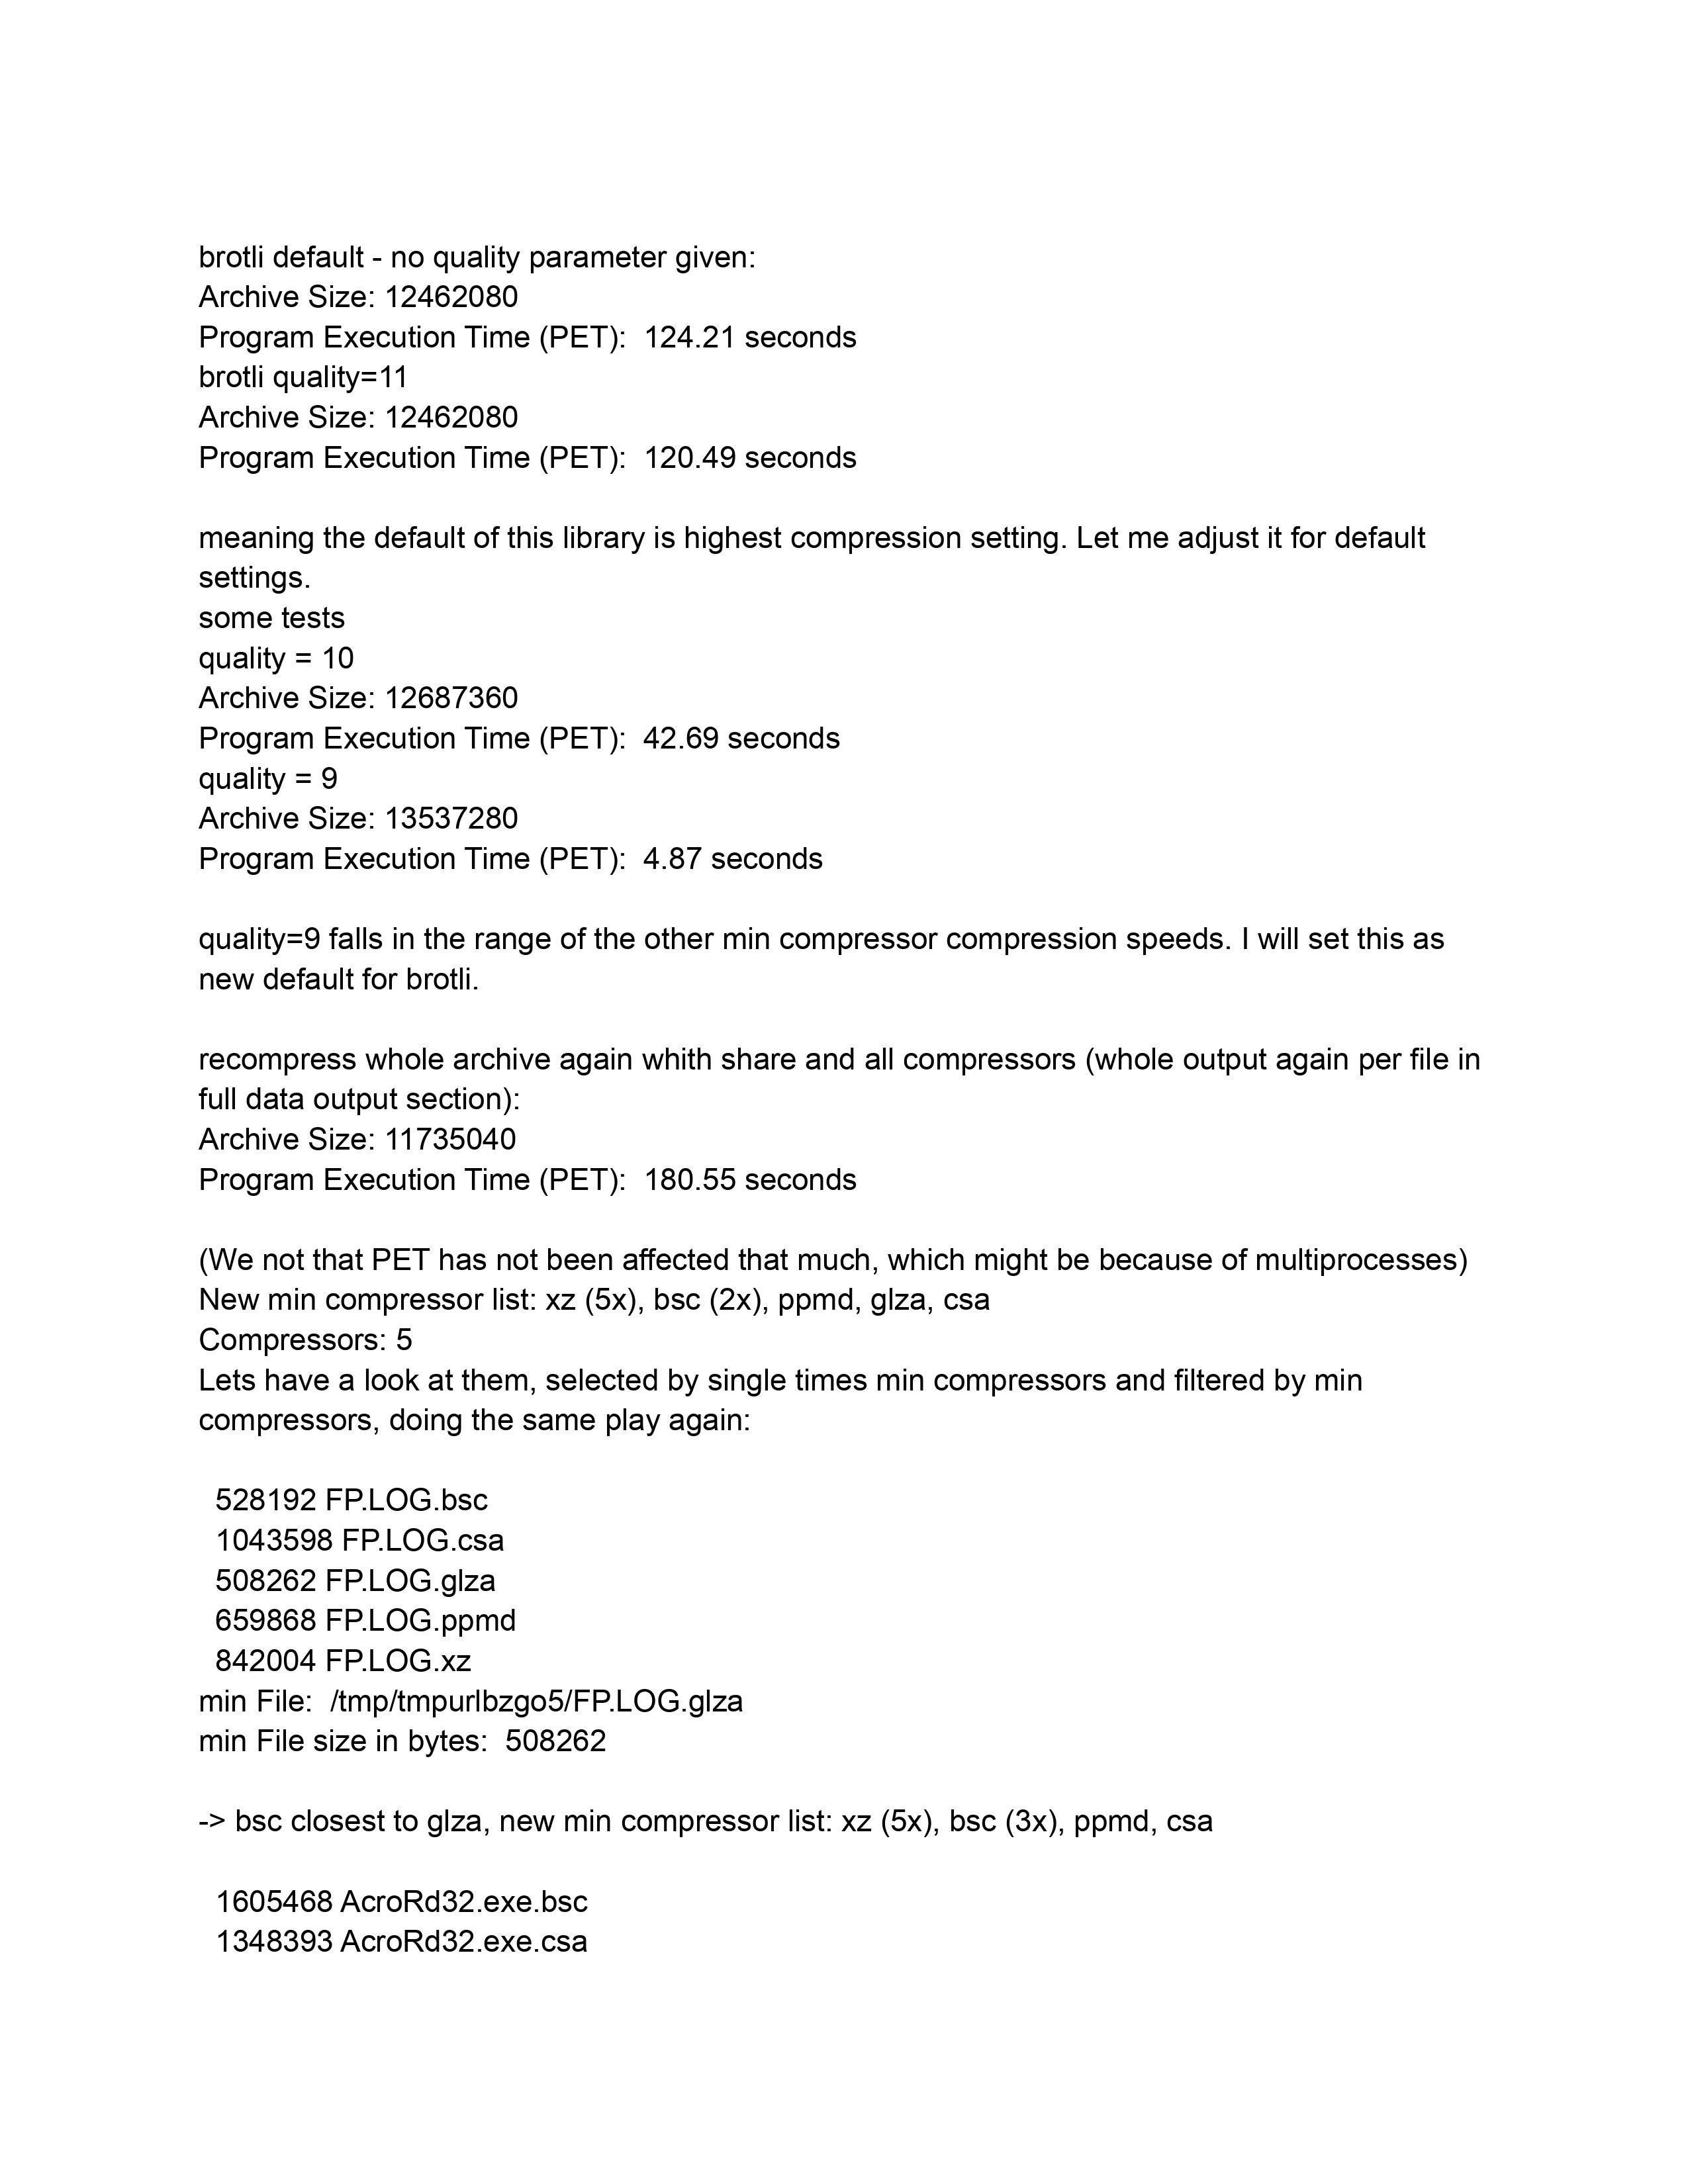 brotli default - no quality parameter given:
Archive Size: 12462080
Program Execution Time (PET):  124.21 seconds
brotli quality=11
Archive Size: 12462080
Program Execution Time (PET):  120.49 seconds
meaning the default of this library is highest compression setting. Let me adjust it for default
settings.
some tests
quality = 10
Archive Size: 12687360
Program Execution Time (PET):  42.69 seconds
quality = 9
Archive Size: 13537280
Program Execution Time (PET):  4.87 seconds
quality=9 falls in the range of the other min compressor compression speeds. I will set this as
new default for brotli.
recompress whole archive again whith share and all compressors (whole output again per file in
full data output section):
Archive Size: 11735040
Program Execution Time (PET):  180.55 seconds
(We not that PET has not been affected that much, which might be because of multiprocesses)
New min compressor list: xz (5x), bsc (2x), ppmd, glza, csa
Compressors: 5
Lets have a look at them, selected by single times min compressors and filtered by min
compressors, doing the same play again:
528192 FP.LOG.bsc
1043598 FP.LOG.csa
508262 FP.LOG.glza
659868 FP.LOG.ppmd
842004 FP.LOG.xz
min File:  /tmp/tmpurlbzgo5/FP.LOG.glza
min File size in bytes:  508262
-> bsc closest to glza, new min compressor list: xz (5x), bsc (3x), ppmd, csa
1605468 AcroRd32.exe.bsc
1348393 AcroRd32.exe.csa